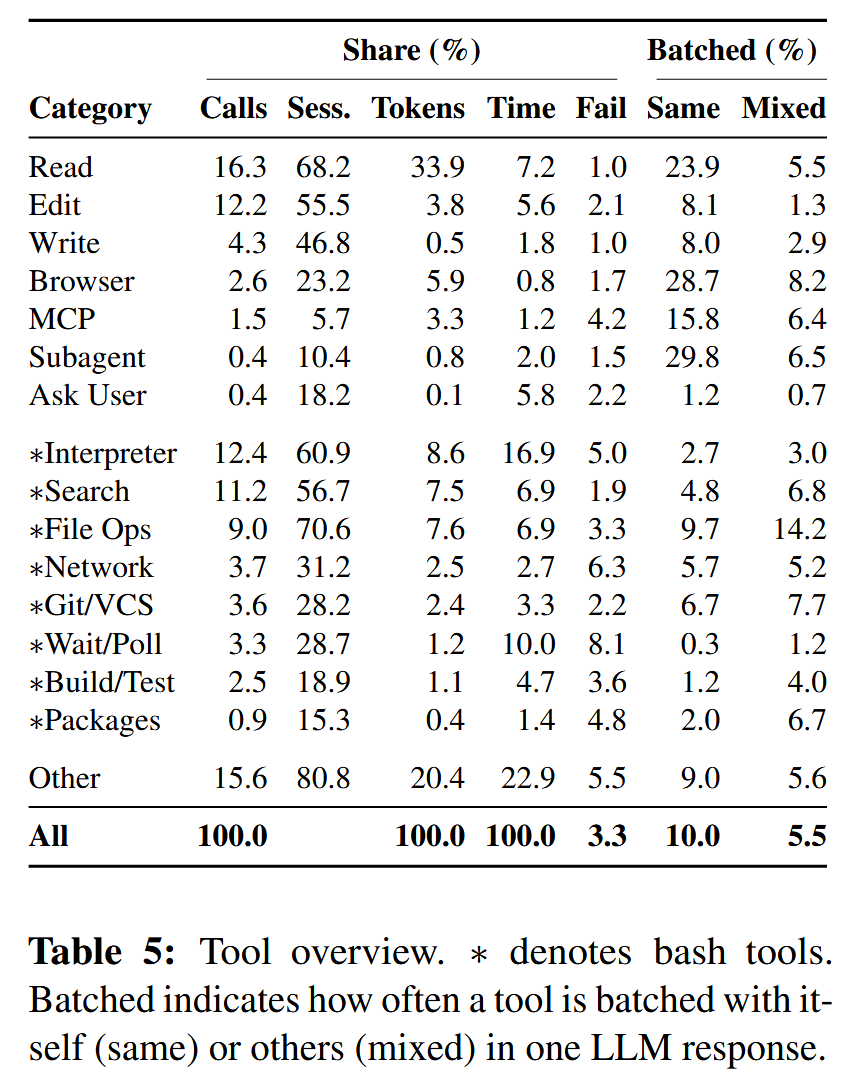 Share (%) Batched (%)
Category Calls Sess. Tokens Time Fail Same Mixed
Read 16.3 68.2 33.9 7.2 1.0 23.9 5.5
Edit 12.2 55.5 3.8 5.6 2.1 8.1 1.3
Write 4.3 46.8 0.5 1.8 1.0 8.0 2.9
Browser 2.6 23.2 5.9 0.8 1.7 28.7 8.2
MCP 1.5 5.7 3.3 1.2 4.2 15.8 6.4
Subagent 0.4 10.4 0.8 2.0 1.5 29.8 6.5
Ask User 0.4 18.2 0.1 5.8 2.2 1.2 0.7
∗Interpreter 12.4 60.9 8.6 16.9 5.0 2.7 3.0
∗Search 11.2 56.7 7.5 6.9 1.9 4.8 6.8
∗File Ops 9.0 70.6 7.6 6.9 3.3 9.7 14.2
∗Network 3.7 31.2 2.5 2.7 6.3 5.7 5.2
∗Git/VCS 3.6 28.2 2.4 3.3 2.2 6.7 7.7
∗Wait/Poll 3.3 28.7 1.2 10.0 8.1 0.3 1.2
∗Build/Test 2.5 18.9 1.1 4.7 3.6 1.2 4.0
∗Packages 0.9 15.3 0.4 1.4 4.8 2.0 6.7
Other 15.6 80.8 20.4 22.9 5.5 9.0 5.6
All 100.0 100.0 100.0 3.3 10.0 5.5
Table 5: Tool overview. ∗ denotes bash tools.
Batched indicates how often a tool is batched with it-
self (same) or others (mixed) in one LLM response.